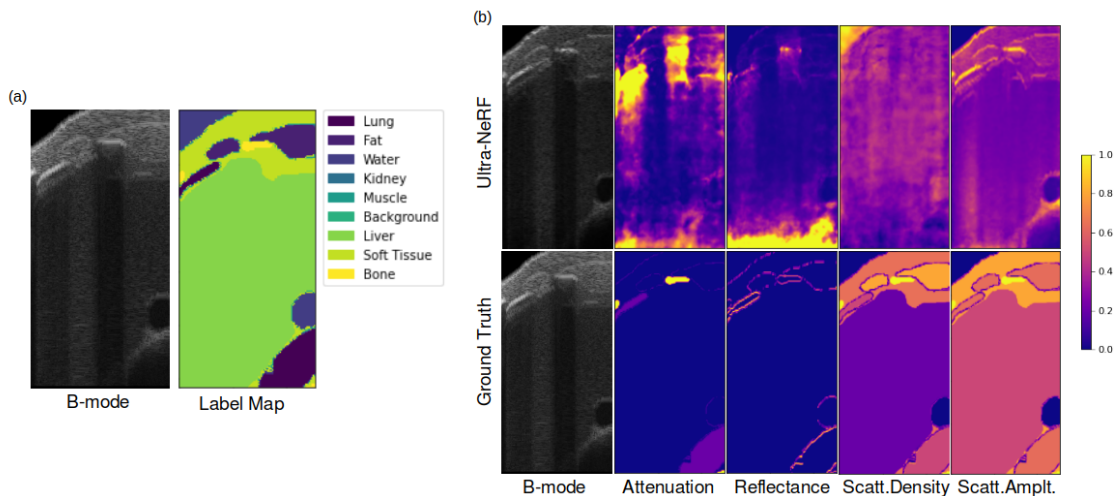 (a)
B-mode
Label Map
Lung
Fat
Water
Kidney
Muscle
Background
Liver
Soft Tissue
Bone
(b)
Ultra-NeRF
Ground Truth
B-mode
Attenuation
Reflectance
Scatt.Density
Scatt.Amplt.
1.0
0.8
0.6
0.4
0.2
0.0